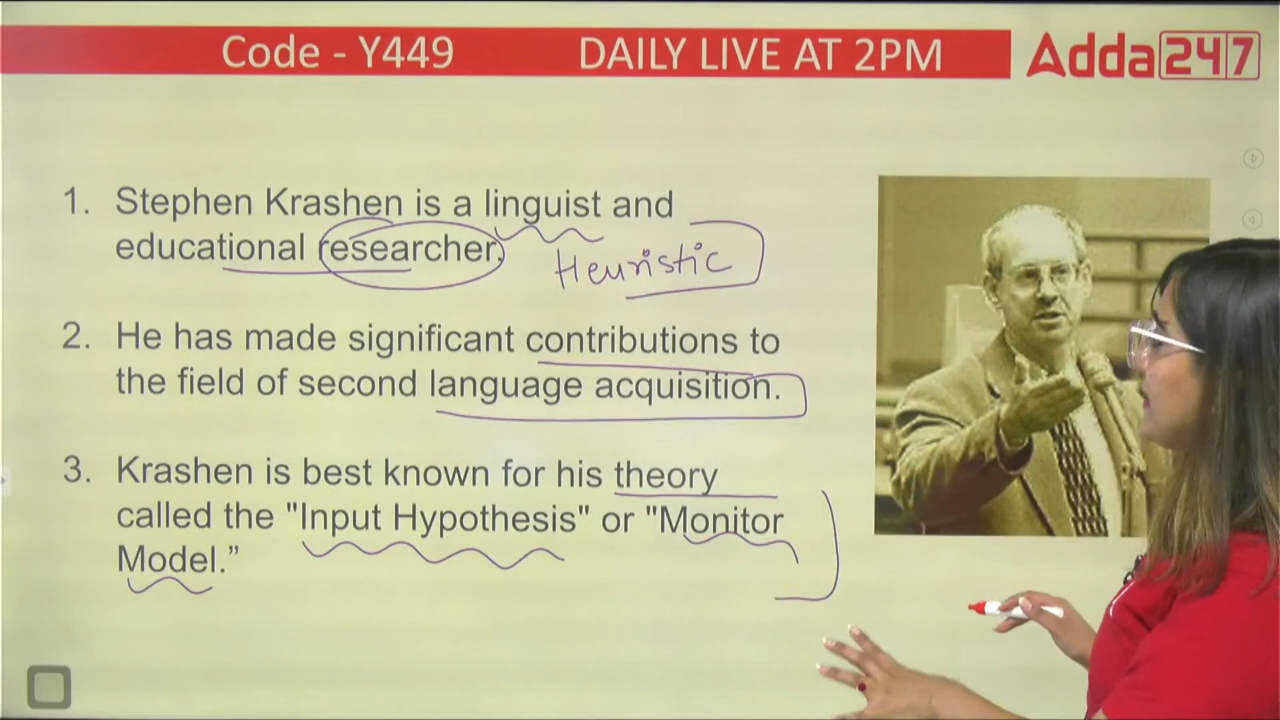 Code - Y449 DAILY LIVE AT 2PM Adda247
1. Stephen Krashen is a linguist and
educational researcher.
Heuristic
2. He has made significant contributions to
the field of second language acquisition.
3. Krashen is best known for his theory
called the "Input Hypothesis" or "Monitor
Model.”